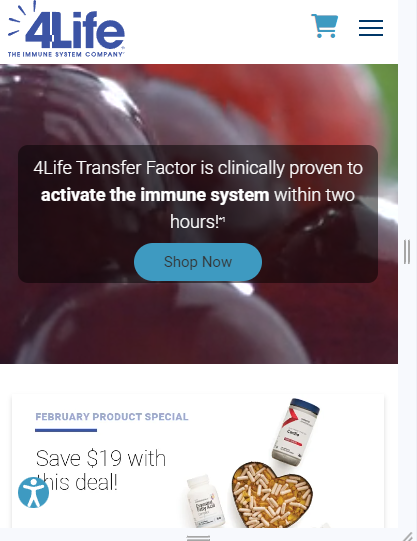 4Life
THE IMMUNE SYSTEM COMPANY
4Life Transfer Factor is clinically proven to
activate the immune system within two
hours!*¹
Shop Now
FEBRUARY PRODUCT SPECIAL
Save $19 with
this deal!